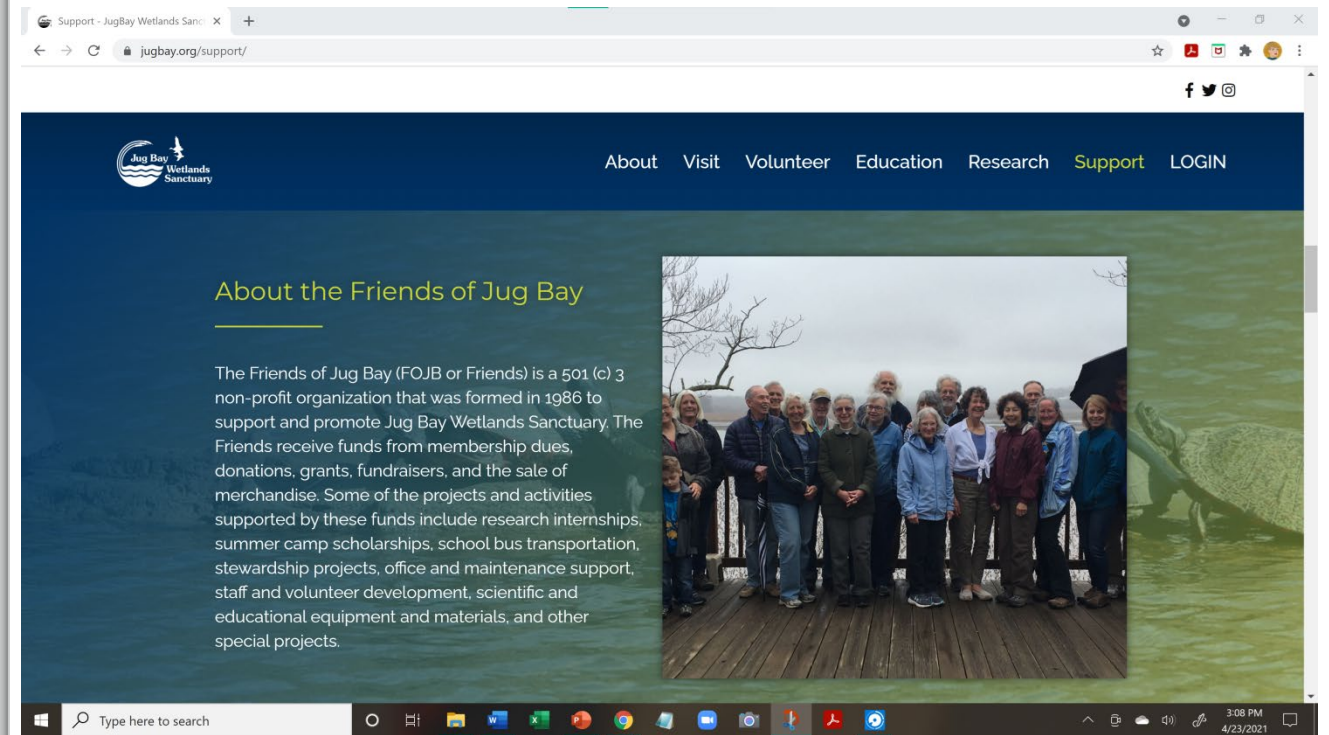 Support - JugBay Wetlands Sanc
jugbay.org/support/
Jug Bay
Wetlands
Sanctuary
About Visit Volunteer Education Research Support LOGIN
About the Friends of Jug Bay
The Friends of Jug Bay (FOJB or Friends) is a 501 (c) 3
non-profit organization that was formed in 1986 to
support and promote Jug Bay Wetlands Sanctuary. The
Friends receive funds from membership dues,
donations, grants, fundraisers, and the sale of
merchandise. Some of the projects and activities
supported by these funds include research internships,
summer camp scholarships, school bus transportation,
stewardship projects, office and maintenance support,
staff and volunteer development, scientific and
educational equipment and materials, and other
special projects.
Type here to search
3:08 PM
4/23/2021